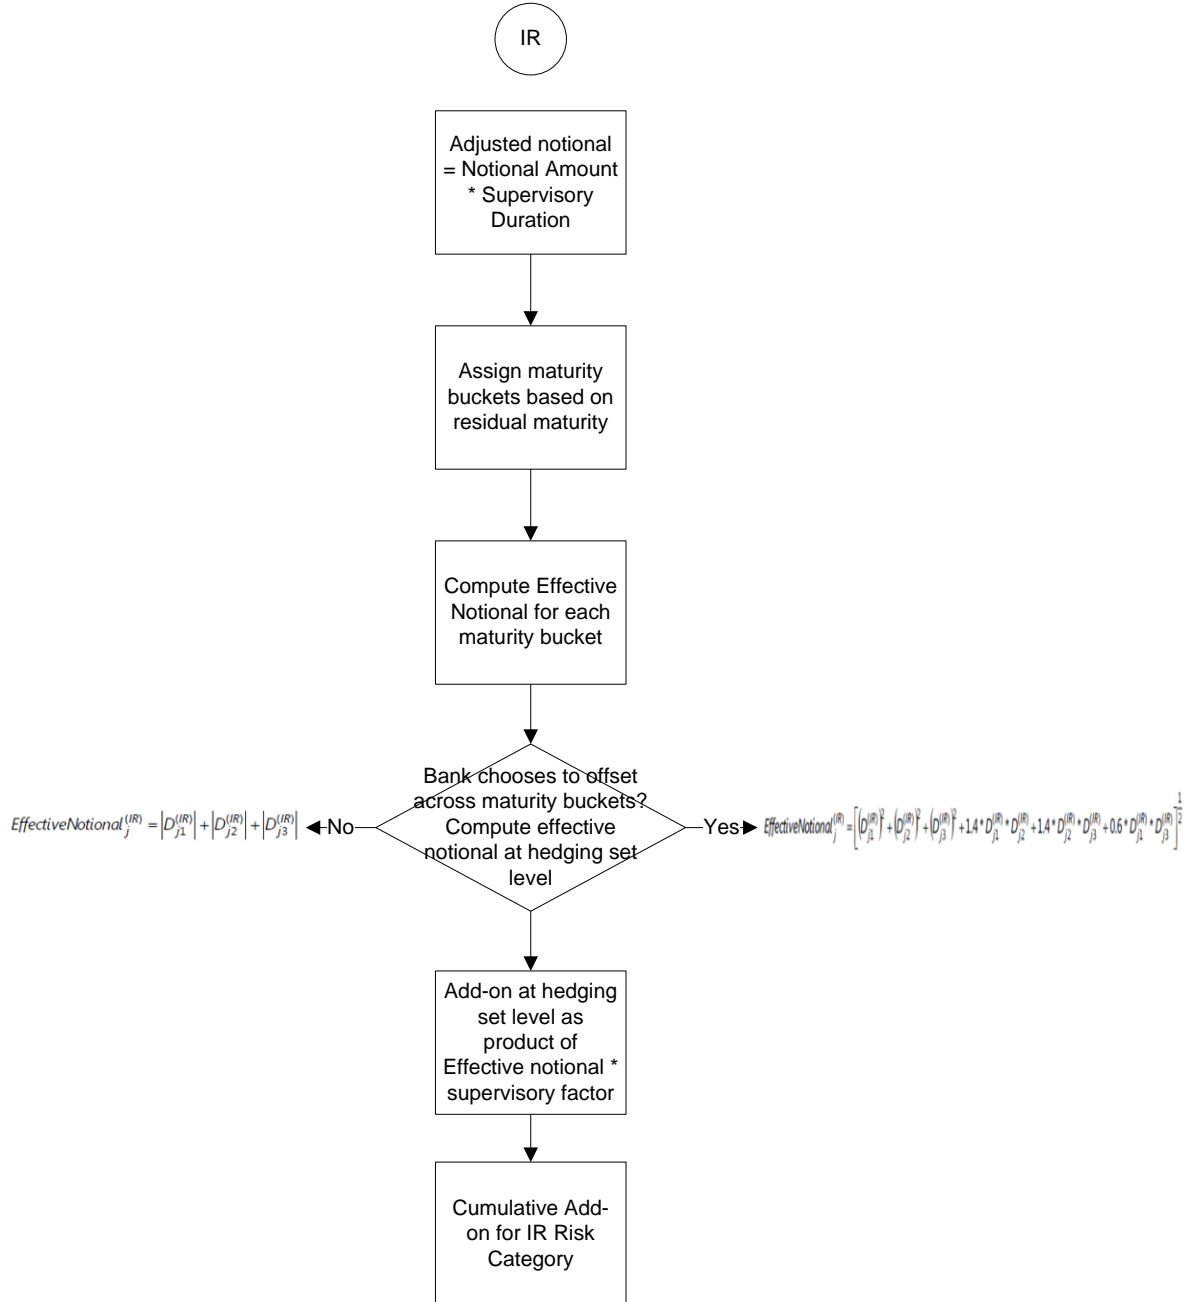 IR
Adjusted notional
= Notional Amount
* Supervisory
Duration
Assign maturity
buckets based on
residual maturity
Compute Effective
Notional for each
maturity bucket
Bank chooses to offset
across maturity buckets?
Compute effective
notional at hedging set
level
EffectiveNotional_j^(IR) = |D_j1^(IR)| + |D_j2^(IR)| + |D_j3^(IR)|
No
Yes
EffectiveNotional_j^(IR) = [(D_j1^(IR))^2 + (D_j2^(IR))^2 + (D_j3^(IR))^2 + 1.4 * D_j1^(IR) * D_j2^(IR) + 1.4 * D_j2^(IR) * D_j3^(IR) + 0.6 * D_j1^(IR) * D_j3^(IR)]^(1/2)
Add-on at hedging
set level as
product of
Effective notional *
supervisory factor
Cumulative Add-
on for IR Risk
Category